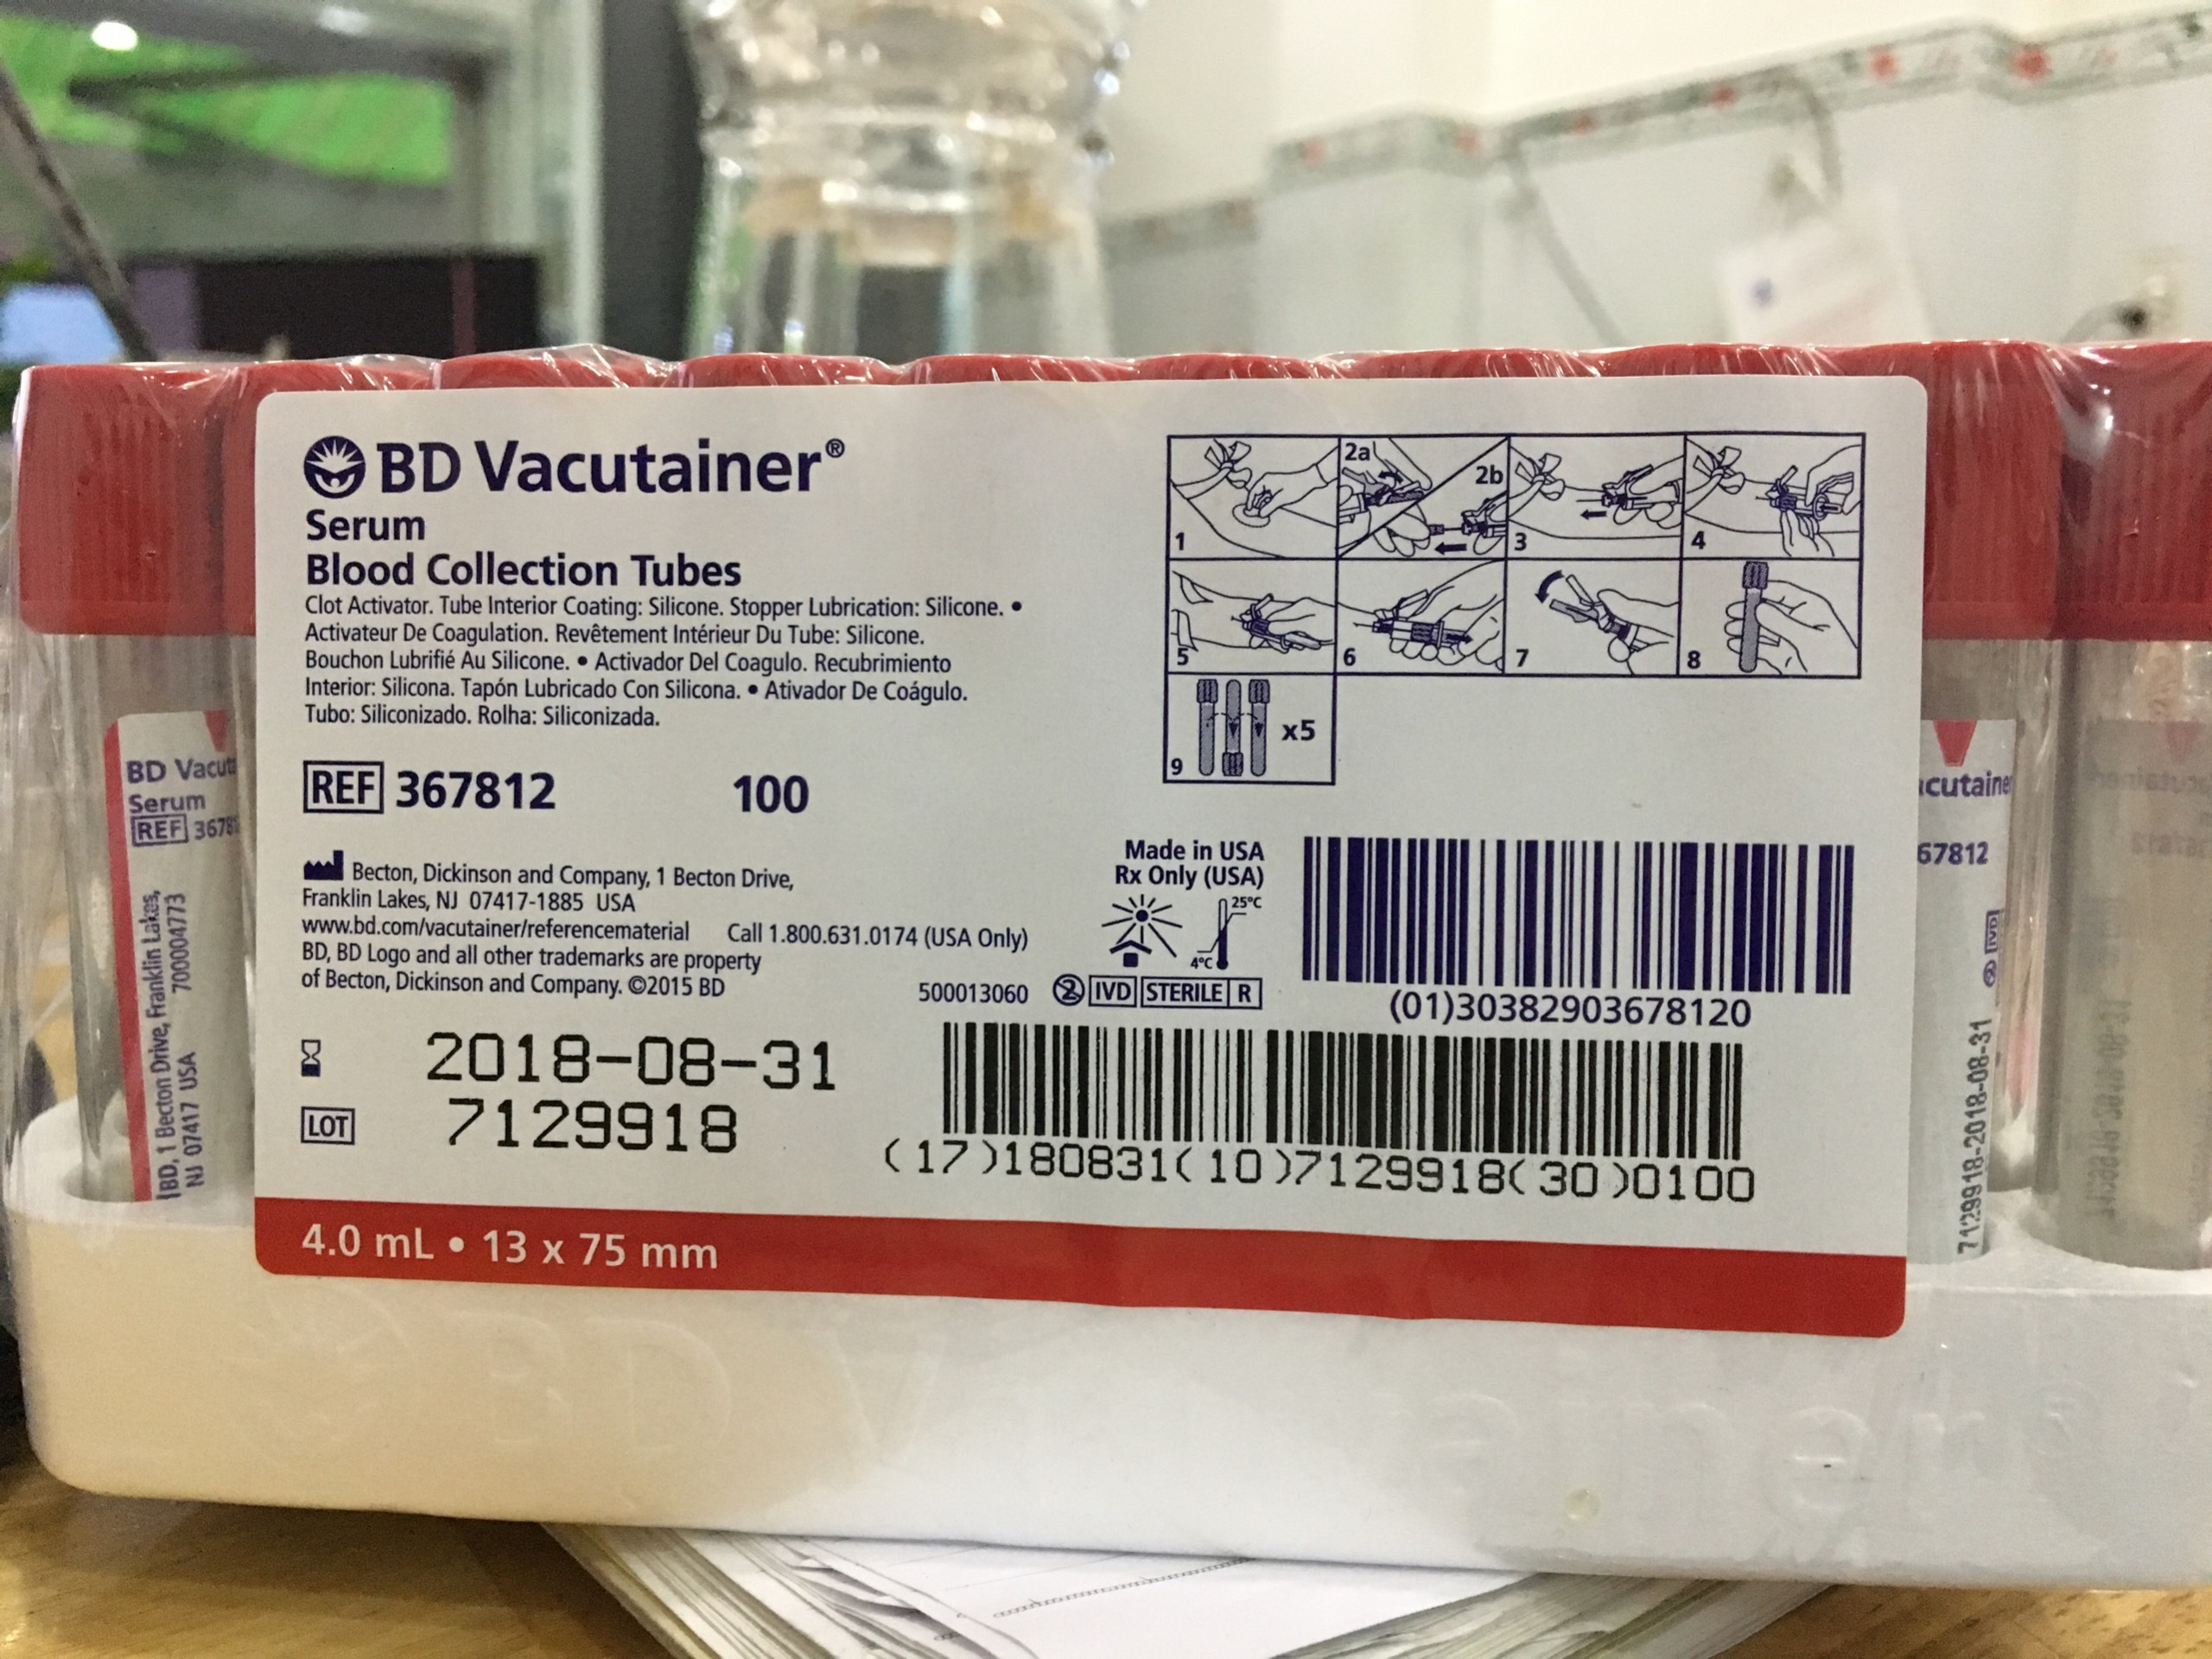 BD Vacutainer®
Serum
Blood Collection Tubes
Clot Activator. Tube Interior Coating: Silicone. Stopper Lubrication: Silicone. •
Activateur De Coagulation. Revêtement Intérieur Du Tube: Silicone.
Bouchon Lubrifié Au Silicone. • Activador Del Coagulo. Recubrimiento
Interior: Silicona. Tapón Lubricado Con Silicona. • Ativador De Coágulo.
Tubo: Siliconizado. Rolha: Siliconizada.
REF 367812 100
Becton, Dickinson and Company, 1 Becton Drive,
Franklin Lakes, NJ 07417-1885 USA
www.bd.com/vacutainer/referencematerial Call 1.800.631.0174 (USA Only)
BD, BD Logo and all other trademarks are property
of Becton, Dickinson and Company. ©2015 BD
500013060
2018-08-31
LOT 7129918
1
2a
2b
3
4
5
6
7
8
9
x5
Made in USA
Rx Only (USA)
25°C
4°C
2 IVD STERILE R
(01)30382903678120
(17)180831(10)7129918(30)0100
4.0 mL • 13 x 75 mm
BD Vacuta
Serum
REF 3678
BD, 1 Becton Drive, Franklin Lakes,
NJ 07417 USA 700004773
acutainer
67812
IVD
7129918-2018-08-31
BD V